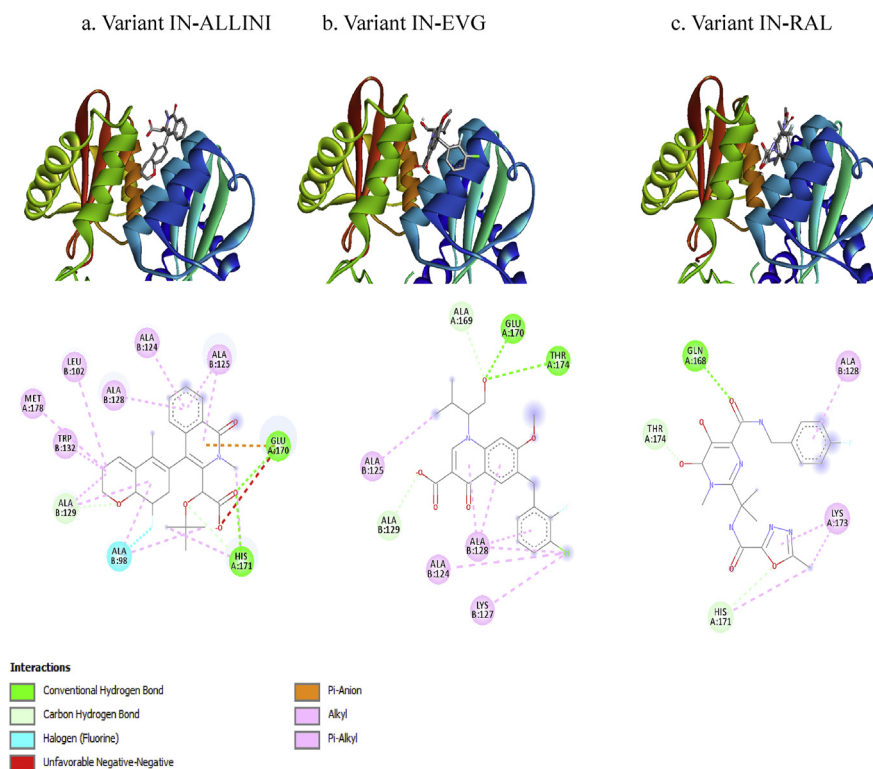 a. Variant IN-ALLINI
b. Variant IN-EVG
c. Variant IN-RAL
ALA
B:124
LEU
B:102
ALA
B:125
ALA
B:128
MET
A:178
TRP
B:132
GLU
A:170
ALA
B:129
ALA
B:98
HIS
A:171
ALA
A:169
GLU
A:170
THR
A:174
ALA
B:125
ALA
B:129
ALA
B:128
ALA
B:124
LYS
B:127
GLN
A:168
ALA
B:128
THR
A:174
LYS
A:173
HIS
A:171
Interactions
Conventional Hydrogen Bond
Carbon Hydrogen Bond
Halogen (Fluorine)
Unfavorable Negative-Negative
Pi-Anion
Alkyl
Pi-Alkyl